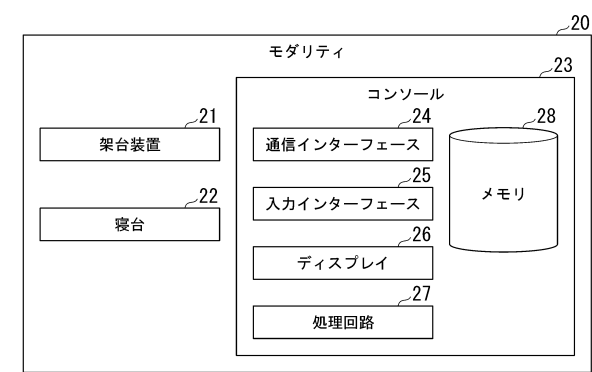 20
モダリティ
23
コンソール
21
架台装置
22
寝台
24
通信インターフェース
25
入力インターフェース
26
ディスプレイ
27
処理回路
28
メモリ